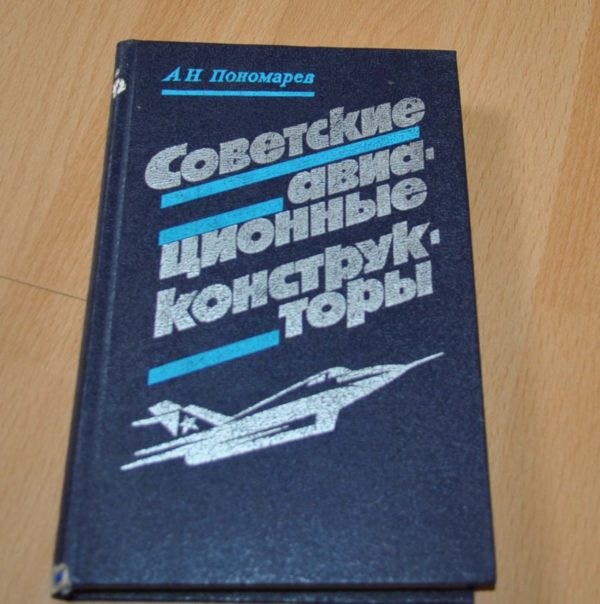 А.Н. Пономарев
Советские
авиа-
ционные
конструк-
торы